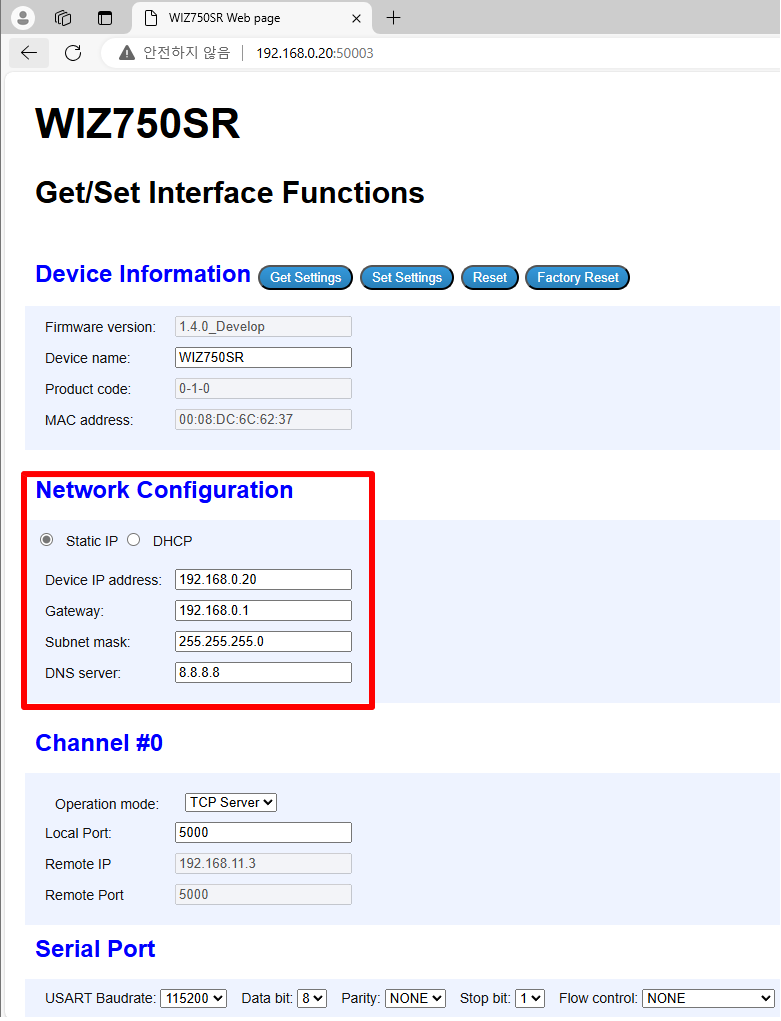 WIZ750SR Web page
안전하지 않음 192.168.0.20:50003
WIZ750SR
Get/Set Interface Functions
Device Information Get Settings Set Settings Reset Factory Reset
Firmware version: 1.4.0_Develop
Device name: WIZ750SR
Product code: 0-1-0
MAC address: 00:08:DC:6C:62:37
Network Configuration
Static IP DHCP
Device IP address: 192.168.0.20
Gateway: 192.168.0.1
Subnet mask: 255.255.255.0
DNS server: 8.8.8.8
Channel #0
Operation mode: TCP Server
Local Port: 5000
Remote IP 192.168.11.3
Remote Port 5000
Serial Port
USART Baudrate: 115200 Data bit: 8 Parity: NONE Stop bit: 1 Flow control: NONE